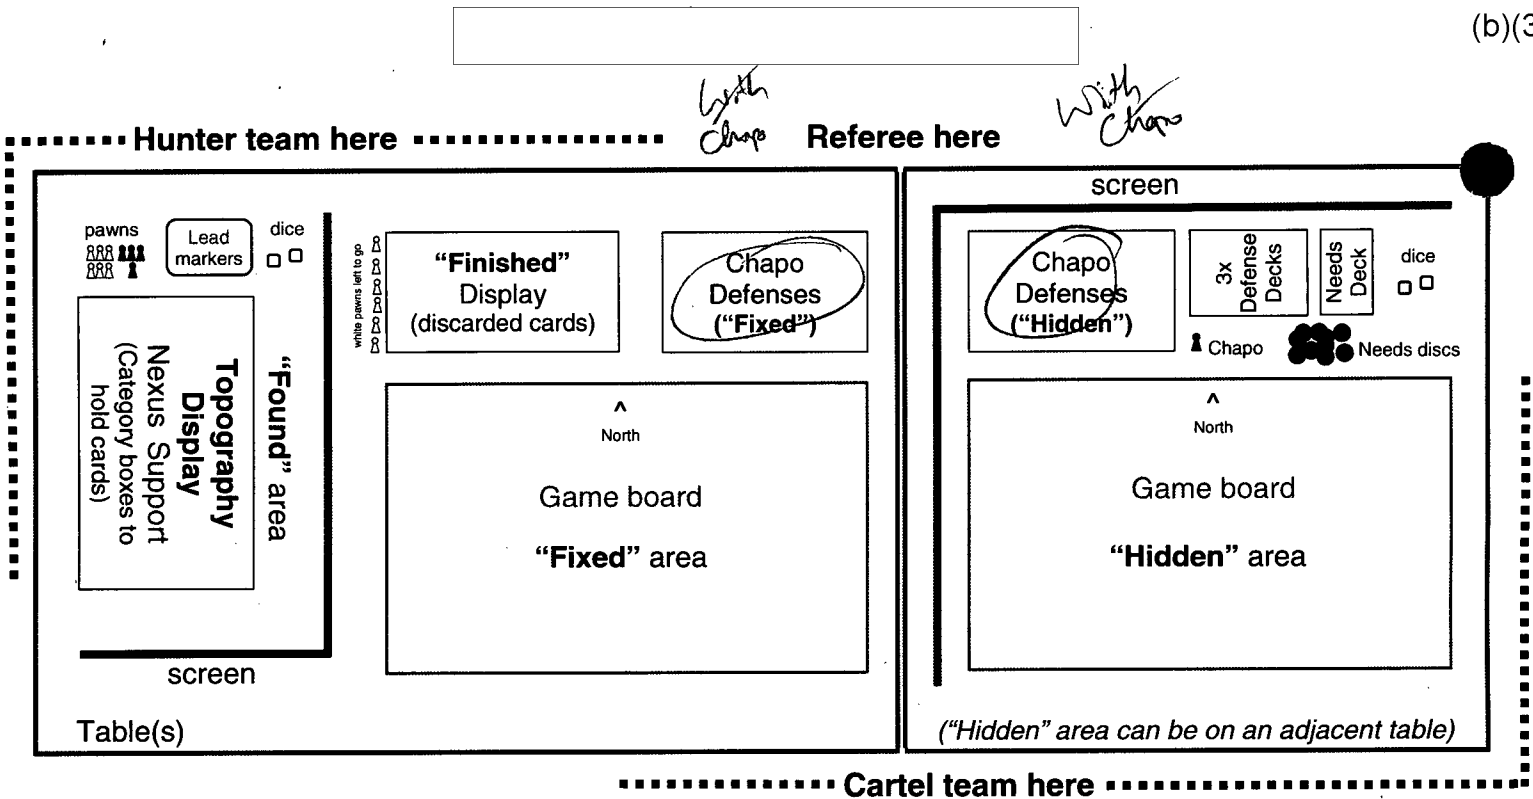 (b)(3
with
Chapo
With
Chapo
Hunter team here
Referee here
screen
pawns
Lead
markers
dice
white pawns left to go
“Finished”
Display
(discarded cards)
Chapo
Defenses
(“Fixed”)
Chapo
Defenses
(“Hidden”)
3x
Defense
Decks
Needs
Deck
dice
Chapo
Needs discs
“Found” area
Topography
Display
Nexus Support
(Category boxes to
hold cards)
^
North
Game board
“Fixed” area
^
North
Game board
“Hidden” area
screen
Table(s)
(“Hidden” area can be on an adjacent table)
Cartel team here